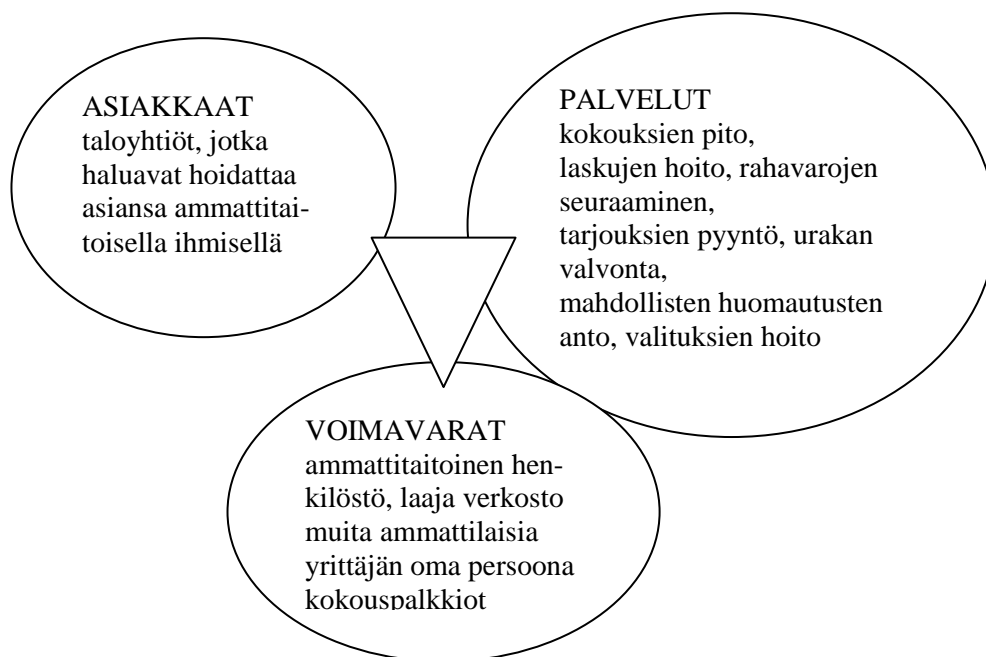 ASIAKKAAT
taloyhtiöt, jotka
haluavat hoidattaa
asiansa ammattitai-
toisella ihmisellä
PALVELUT
kokouksien pito,
laskujen hoito, rahavarojen
seuraaminen,
tarjouksien pyyntö, urakan
valvonta,
mahdollisten huomautusten
anto, valituksien hoito
VOIMAVARAT
ammattitaitoinen hen-
kilöstö, laaja verkosto
muita ammattilaisia
yrittäjän oma persoona
kokouspalkkiot